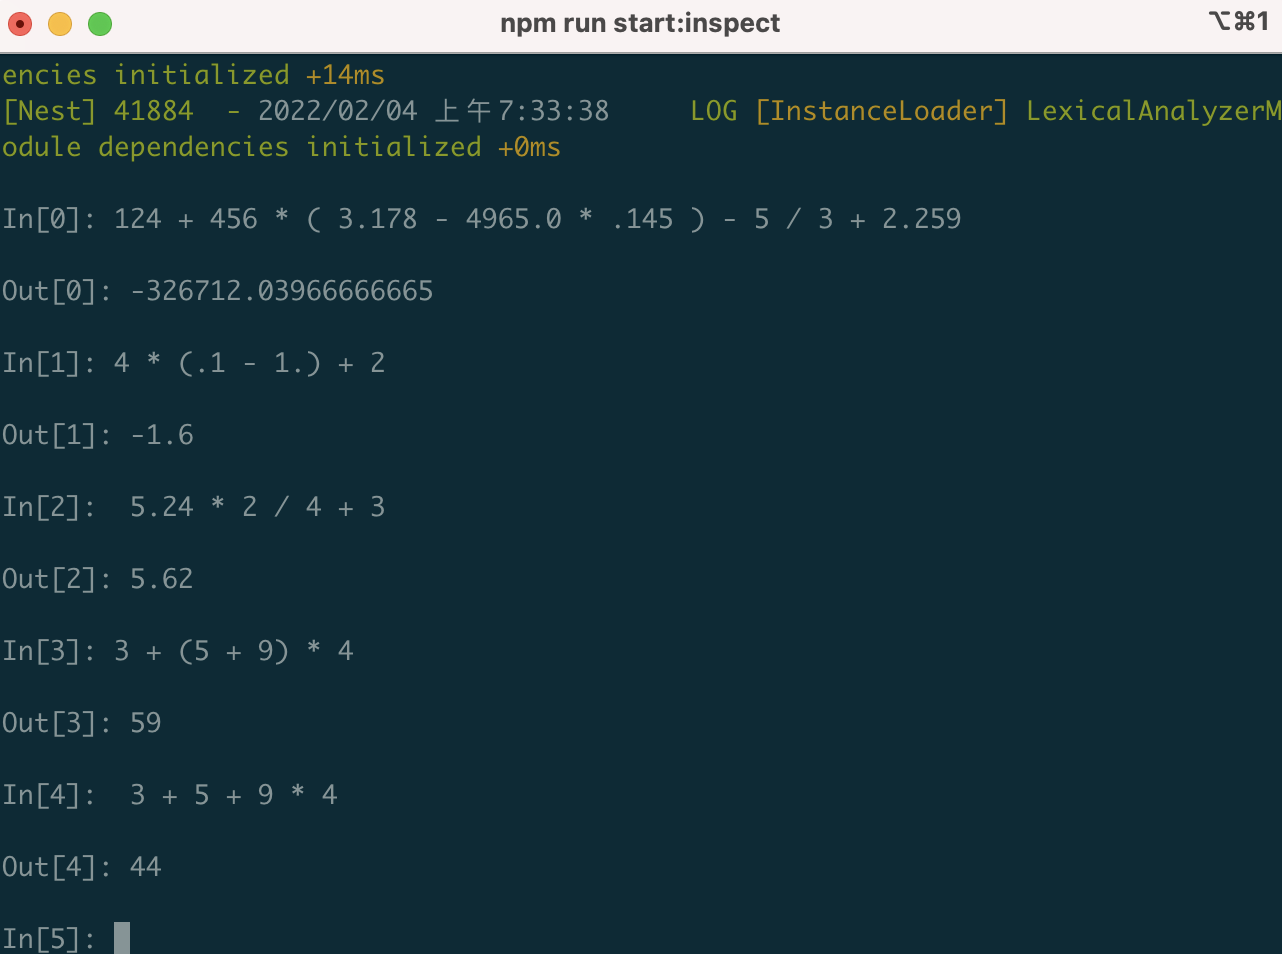 npm run start:inspect
⌥⌘1
encies initialized +14ms
[Nest] 41884  - 2022/02/04 上午7:33:38     LOG [InstanceLoader] LexicalAnalyzerM
odule dependencies initialized +0ms
In[0]: 124 + 456 * ( 3.178 - 4965.0 * .145 ) - 5 / 3 + 2.259
Out[0]: -326712.03966666665
In[1]: 4 * (.1 - 1.) + 2
Out[1]: -1.6
In[2]:  5.24 * 2 / 4 + 3
Out[2]: 5.62
In[3]: 3 + (5 + 9) * 4
Out[3]: 59
In[4]:  3 + 5 + 9 * 4
Out[4]: 44
In[5]: